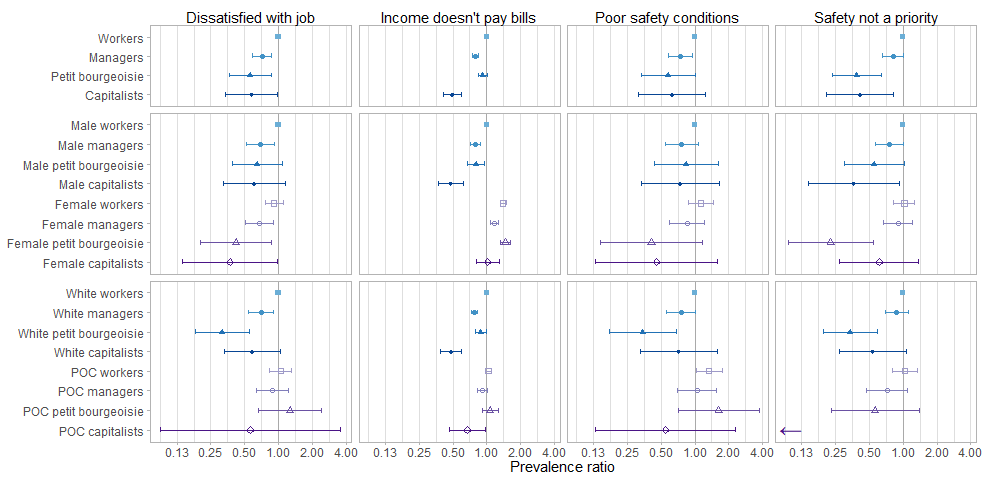 Dissatisfied with job Income doesn't pay bills Poor safety conditions Safety not a priority
Workers
Managers
Petit bourgeoisie
Capitalists
Male workers
Male managers
Male petit bourgeoisie
Male capitalists
Female workers
Female managers
Female petit bourgeoisie
Female capitalists
White workers
White managers
White petit bourgeoisie
White capitalists
POC workers
POC managers
POC petit bourgeoisie
POC capitalists
0.13 0.25 0.50 1.00 2.00 4.00 0.13 0.25 0.50 1.00 2.00 4.00 0.13 0.25 0.50 1.00 2.00 4.00 0.13 0.25 0.50 1.00 2.00 4.00
Prevalence ratio